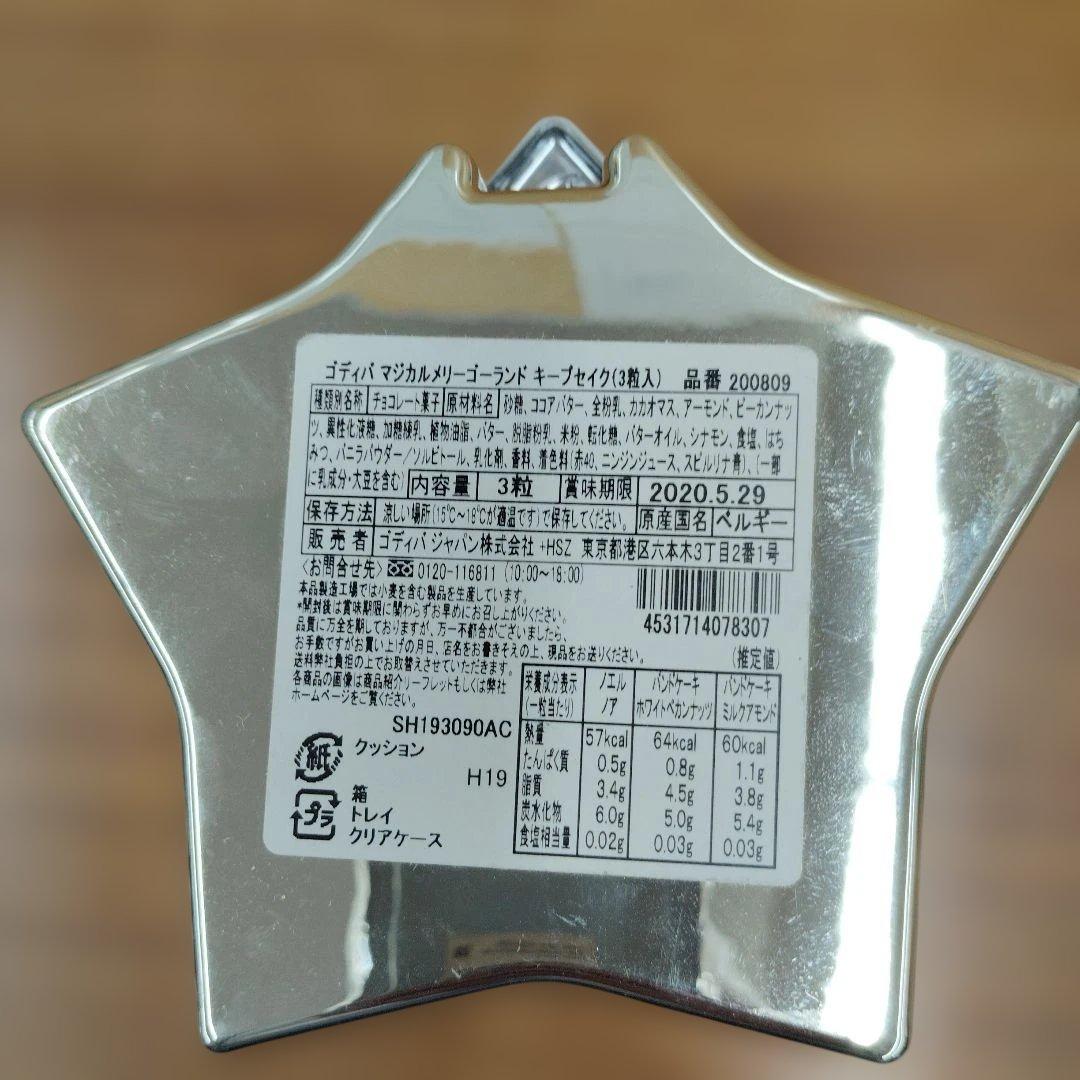 ゴディバ マジカルメリーゴーランド キープセイク(3粒入) 品番 200809
種類別名称 チョコレート菓子 原材料名 砂糖、ココアバター、全粉乳、カカオマス、アーモンド、ピーカンナッ
ツ、異性化液糖、加糖練乳、植物油脂、バター、脱脂粉乳、米粉、転化糖、バターオイル、シナモン、食塩、はち
みつ、バニラパウダー/ソルビトール、乳化剤、香料、着色料(赤40、ニンジンジュース、スピルリナ青)、(一部
に乳成分・大豆を含む) 内容量 3粒 賞味期限 2020.5.29
保存方法 涼しい場所(15℃~18℃が適温です)で保存してください。 原産国名 ベルギー
販売者 ゴディバ ジャパン株式会社 +HSZ 東京都港区六本木3丁目2番1号
〈お問合せ先〉 0120-116811 (10:00~18:00)
本品製造工場では小麦を含む製品を生産しています。
*開封後は賞味期限に関わらずお早めにお召し上がりください。
品質に万全を期しておりますが、万一不都合がございましたら、
お手数ですがお買い上げの月日、店名をお書きそえの上、現品をお送りください。
送料弊社負担の上でお取替えさせていただきます。
各商品の画像は商品紹介リーフレットもしくは弊社
ホームページをご覧ください。
4531714078307
(推定値)
栄養成分表示(一粒当たり) ノエルノア パンドケーキホワイトペカンナッツ パンドケーキミルクアモンド
熱量 57kcal 64kcal 60kcal
たんぱく質 0.5g 0.8g 1.1g
脂質 3.4g 4.5g 3.8g
炭水化物 6.0g 5.0g 5.4g
食塩相当量 0.02g 0.03g 0.03g
SH193090AC
紙 クッション
H19
プラ 箱
トレイ
クリアケース